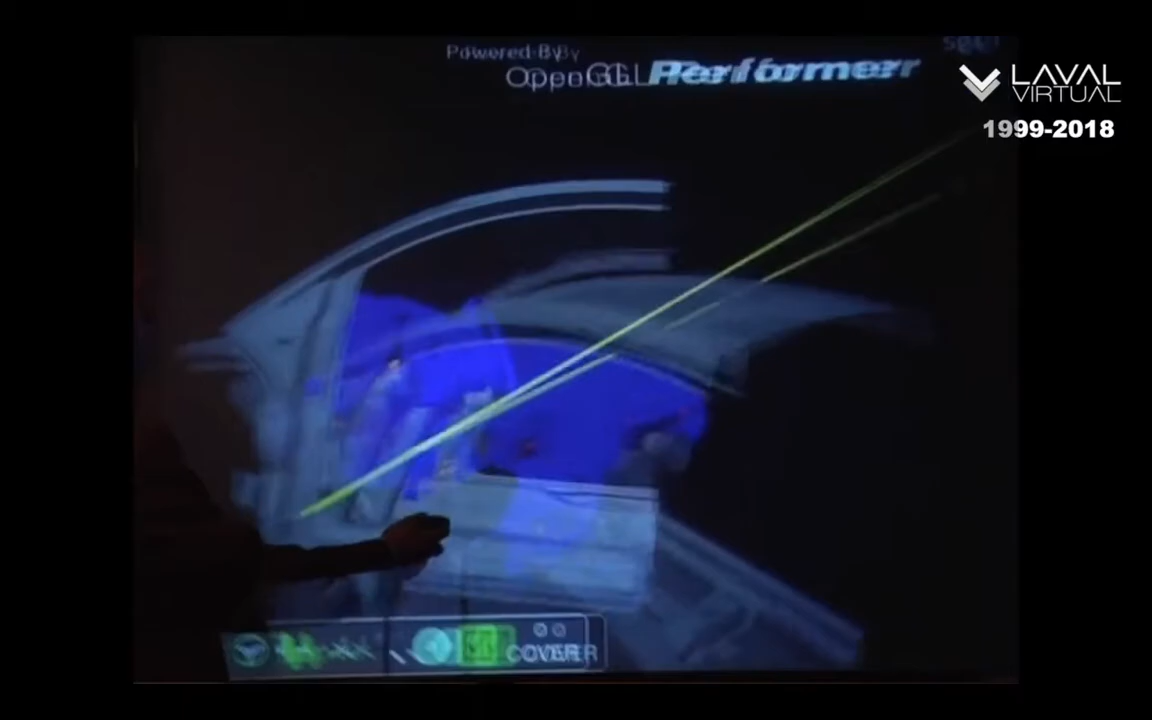 Powered By
OpenGL Performer
LAVAL
VIRTUAL
1999-2018
COVER